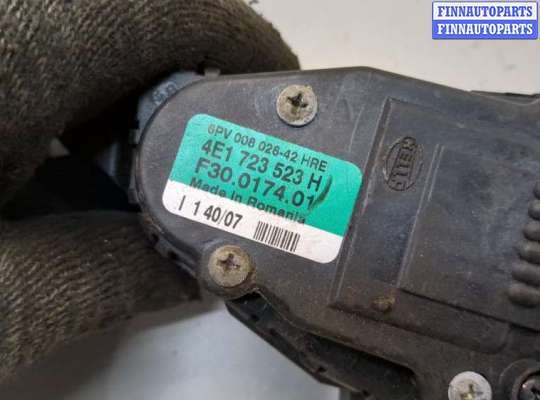 FINNAUTOPARTS
FINNAUTOPARTS
6PV 008 026-42 HRE
4E1 723 523 H
F30.0174.01
Made in Romania
I 1 40/07
HELLA